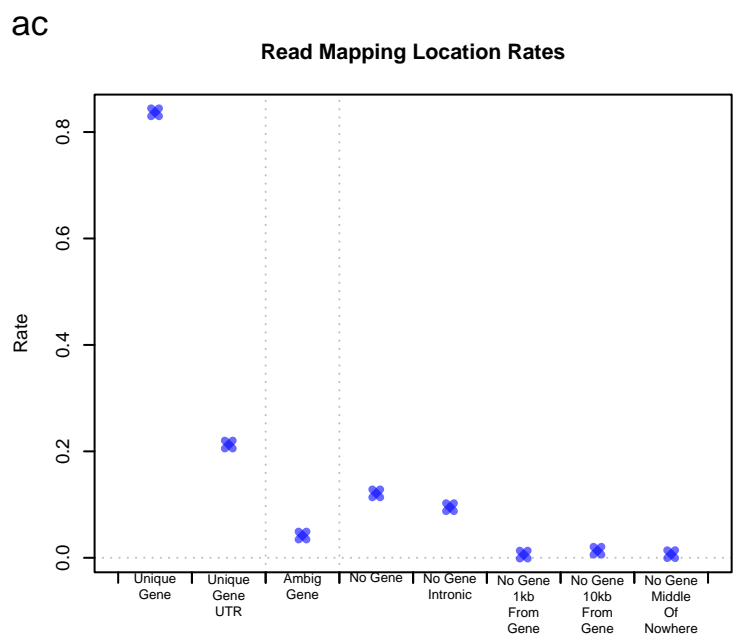 ac
Read Mapping Location Rates
Rate
0.8
0.6
0.4
0.2
0.0
Unique
Gene
Unique
Gene
UTR
Ambig
Gene
No Gene
No Gene
Intronic
No Gene
1kb
From
Gene
No Gene
10kb
From
Gene
No Gene
Middle
Of
Nowhere